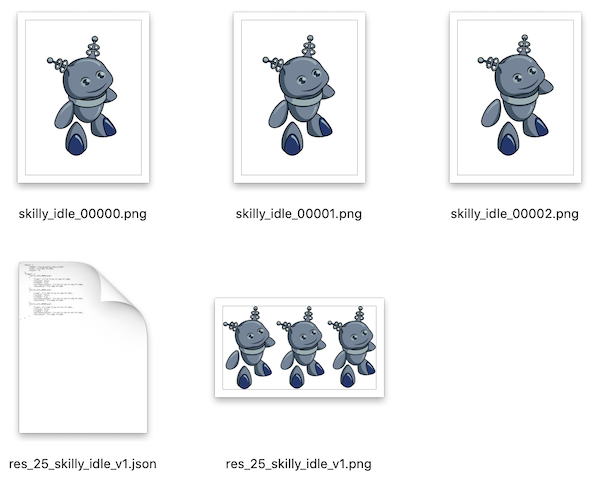 skilly_idle_00000.png
skilly_idle_00001.png
skilly_idle_00002.png
res_25_skilly_idle_v1.json
res_25_skilly_idle_v1.png